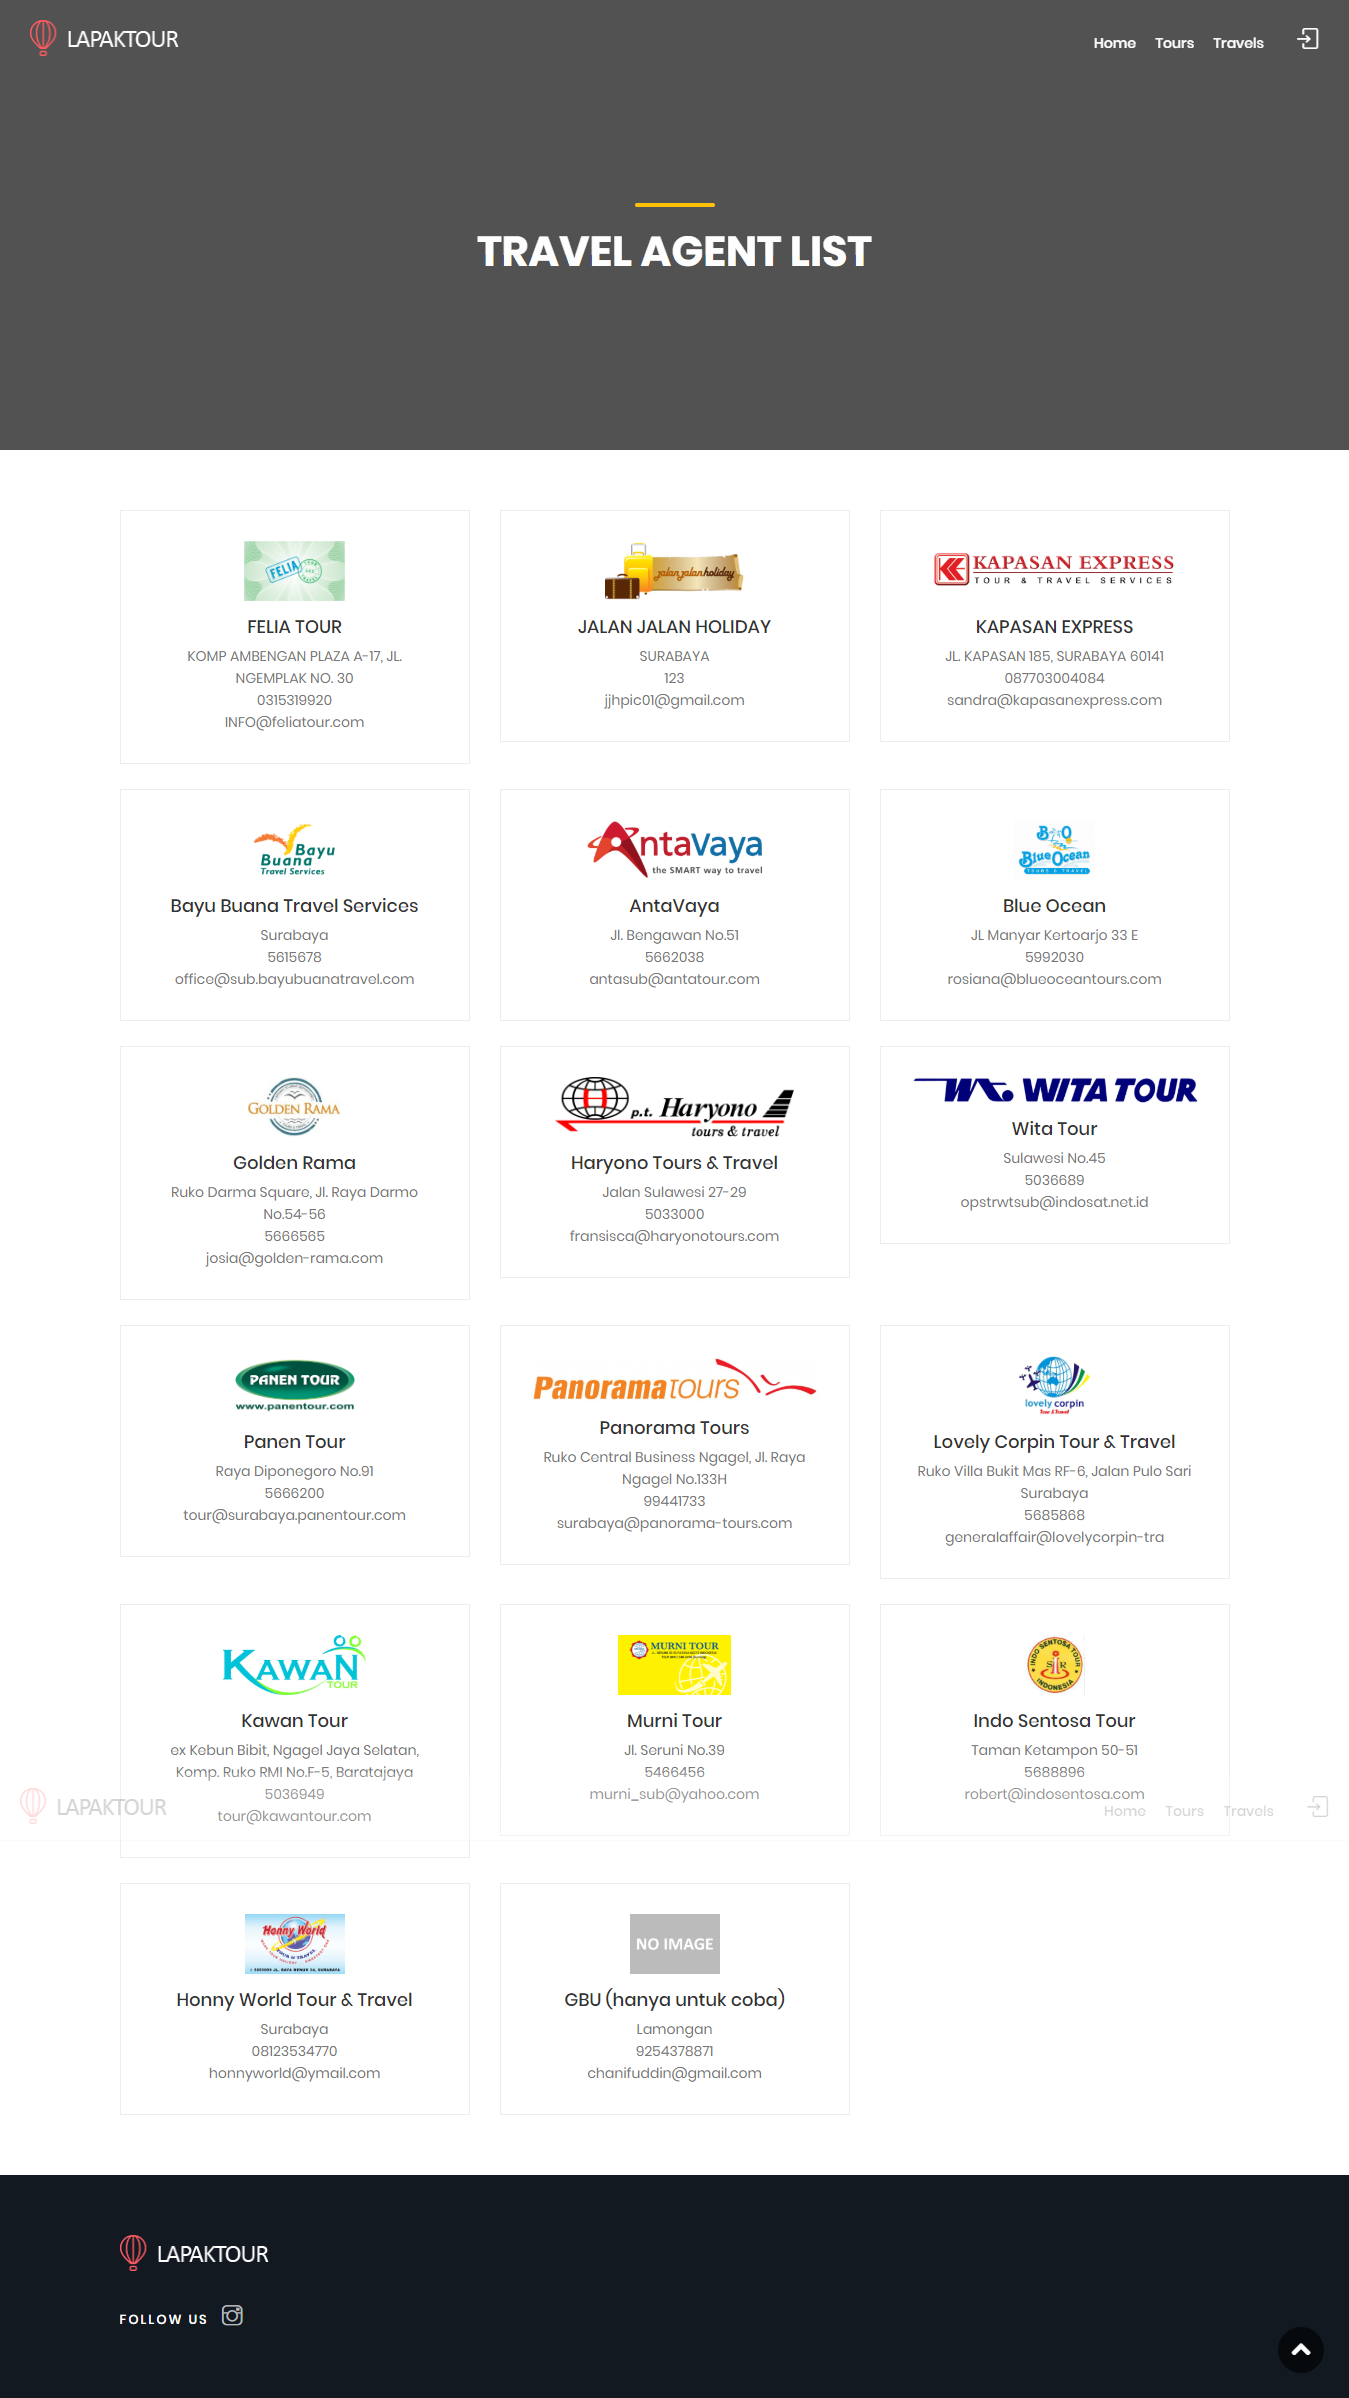 LAPAKTOUR
Home Tours Travels
TRAVEL AGENT LIST
FELIA
FELIA TOUR
KOMP AMBENGAN PLAZA A-17, JL.
NGEMPLAK NO. 30
0315319920
INFO@feliatour.com
jalanjalanholiday
JALAN JALAN HOLIDAY
SURABAYA
123
jjhpic01@gmail.com
KAPASAN EXPRESS
TOUR & TRAVEL SERVICES
KAPASAN EXPRESS
JL. KAPASAN 185, SURABAYA 60141
087703004084
sandra@kapasanexpress.com
Bayu
Buana
Travel Services
Bayu Buana Travel Services
Surabaya
5615678
office@sub.bayubuanatravel.com
AntaVaya
the SMART way to travel
AntaVaya
Jl. Bengawan No.51
5662038
antasub@antatour.com
BlO
Blue Ocean
TOURS & TRAVEL
Blue Ocean
JL Manyar Kertoarjo 33 E
5992030
rosiana@blueoceantours.com
GOLDEN RAMA
Golden Rama
Ruko Darma Square, Jl. Raya Darmo
No.54-56
5666565
josia@golden-rama.com
p.t. Haryono
tours & travel
Haryono Tours & Travel
Jalan Sulawesi 27-29
5033000
fransisca@haryonotours.com
WITA TOUR
Wita Tour
Sulawesi No.45
5036689
opstrwtsub@indosat.net.id
PANEN TOUR
www.panentour.com
Panen Tour
Raya Diponegoro No.91
5666200
tour@surabaya.panentour.com
Panorama tours
Panorama Tours
Ruko Central Business Ngagel, Jl. Raya
Ngagel No.133H
99441733
surabaya@panorama-tours.com
lovely corpin
Tour & Travel
Lovely Corpin Tour & Travel
Ruko Villa Bukit Mas RF-6, Jalan Pulo Sari
Surabaya
5685868
generalaffair@lovelycorpin-tra
KAWAN
TOUR
Kawan Tour
ex Kebun Bibit, Ngagel Jaya Selatan,
Komp. Ruko RMI No.F-5, Baratajaya
5036949
tour@kawantour.com
MURNI TOUR
Murni Tour
Jl. Seruni No.39
5466456
murni_sub@yahoo.com
INDO SENTOSA TOUR
INDONESIA
Indo Sentosa Tour
Taman Ketampon 50-51
5688896
robert@indosentosa.com
LAPAKTOUR
Home Tours Travels
Honny World
Honny World Tour & Travel
Surabaya
08123534770
honnyworld@ymail.com
NO IMAGE
GBU (hanya untuk coba)
Lamongan
9254378871
chanifuddin@gmail.com
LAPAKTOUR
FOLLOW US